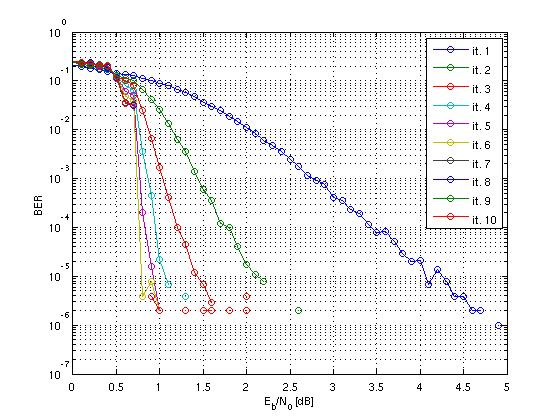 10^0
10^-1
10^-2
10^-3
10^-4
10^-5
10^-6
10^-7
BER
0 0.5 1 1.5 2 2.5 3 3.5 4 4.5 5
E_b/N_0 [dB]
it. 1
it. 2
it. 3
it. 4
it. 5
it. 6
it. 7
it. 8
it. 9
it. 10